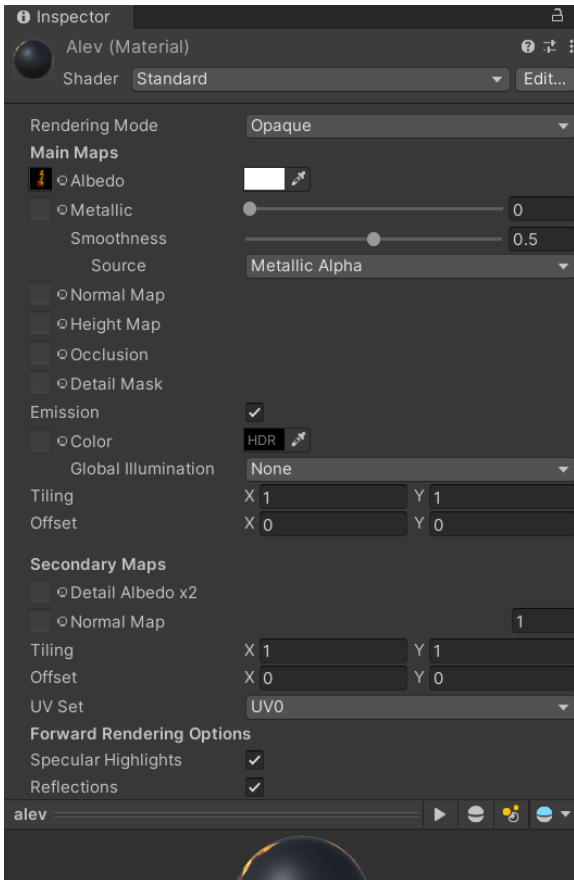 Inspector
Alev (Material)
Shader Standard Edit...
Rendering Mode Opaque
Main Maps
Albedo
Metallic 0
Smoothness 0.5
Source Metallic Alpha
Normal Map
Height Map
Occlusion
Detail Mask
Emission
Color HDR
Global Illumination None
Tiling X 1 Y 1
Offset X 0 Y 0
Secondary Maps
Detail Albedo x2
Normal Map 1
Tiling X 1 Y 1
Offset X 0 Y 0
UV Set UV0
Forward Rendering Options
Specular Highlights
Reflections
alev